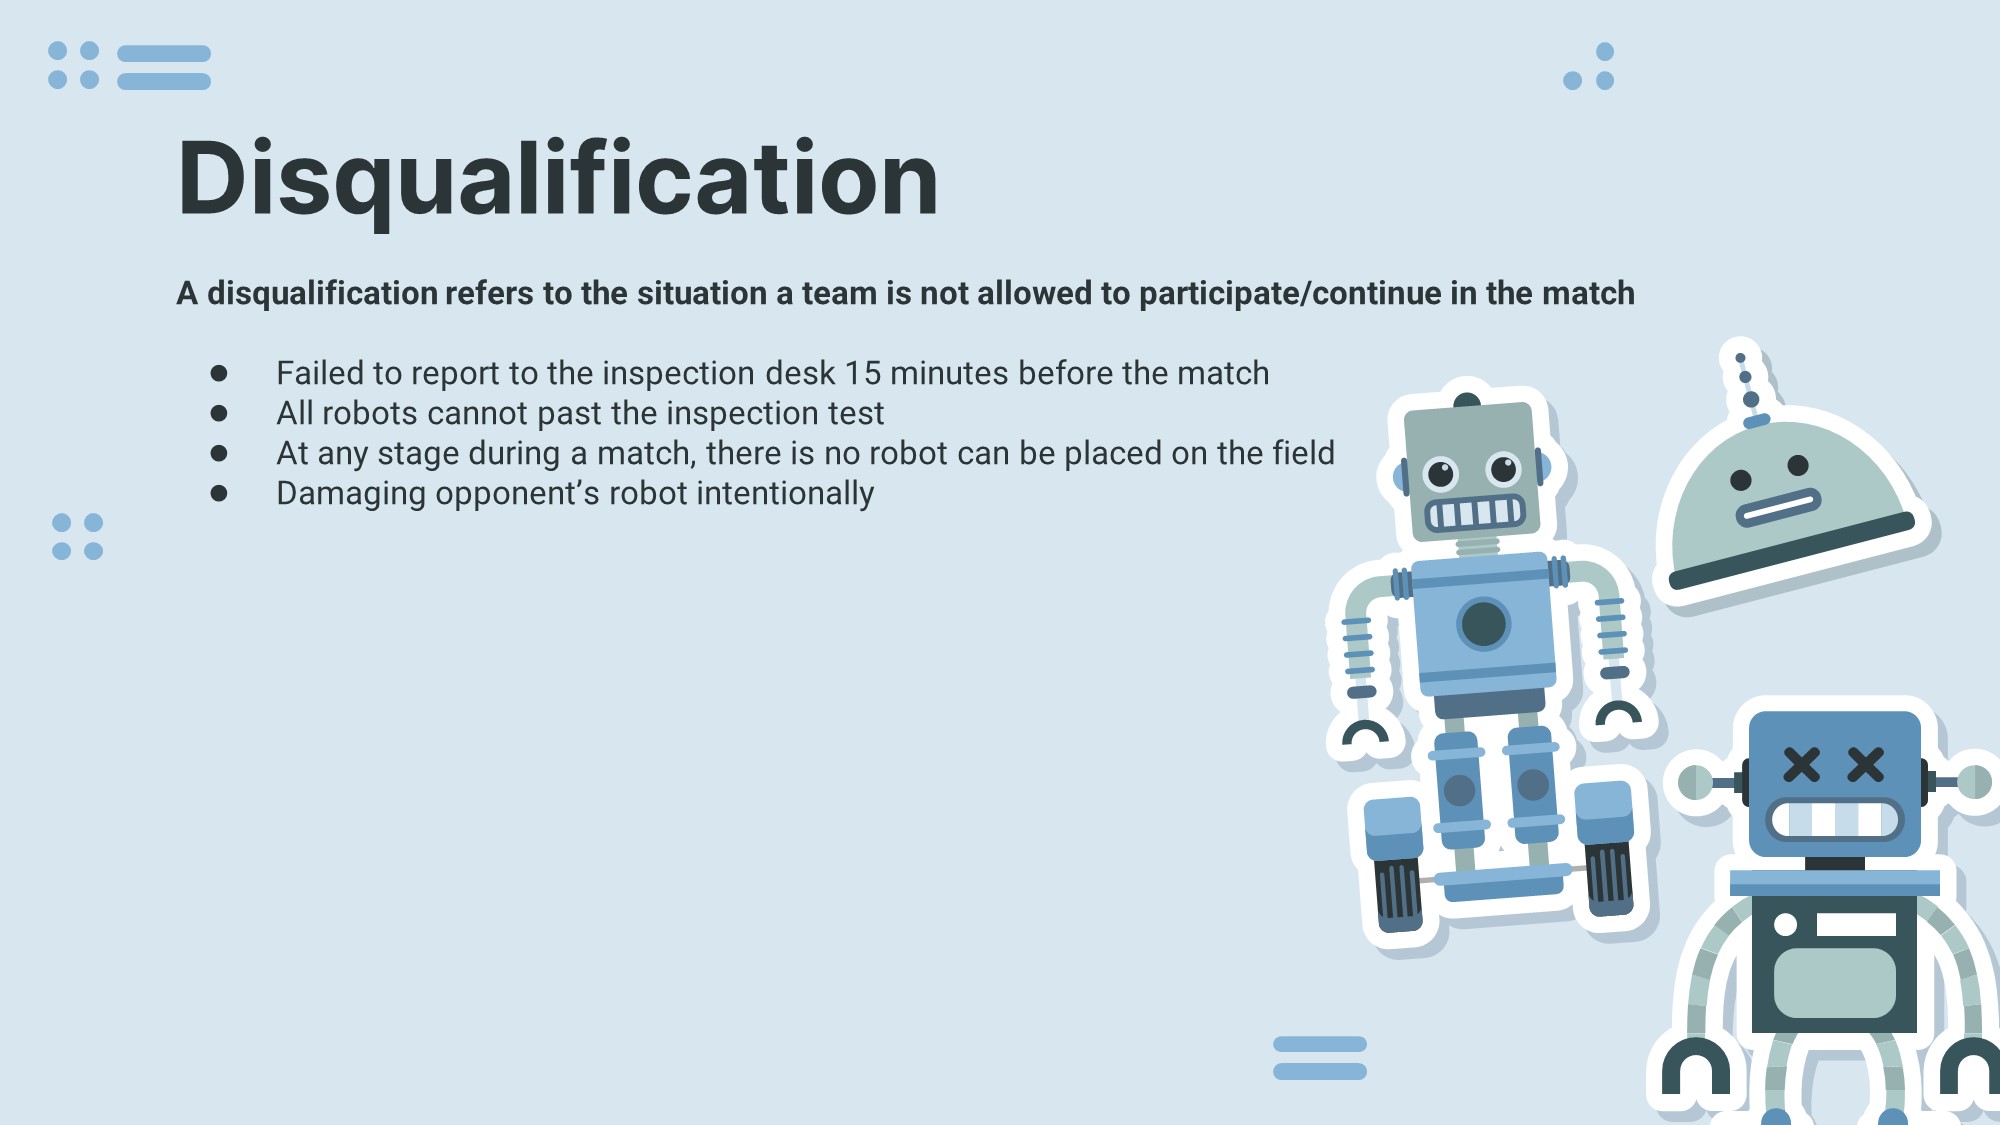 Disqualification
A disqualification refers to the situation a team is not allowed to participate/continue in the match
● Failed to report to the inspection desk 15 minutes before the match
● All robots cannot past the inspection test
● At any stage during a match, there is no robot can be placed on the field
● Damaging opponent’s robot intentionally